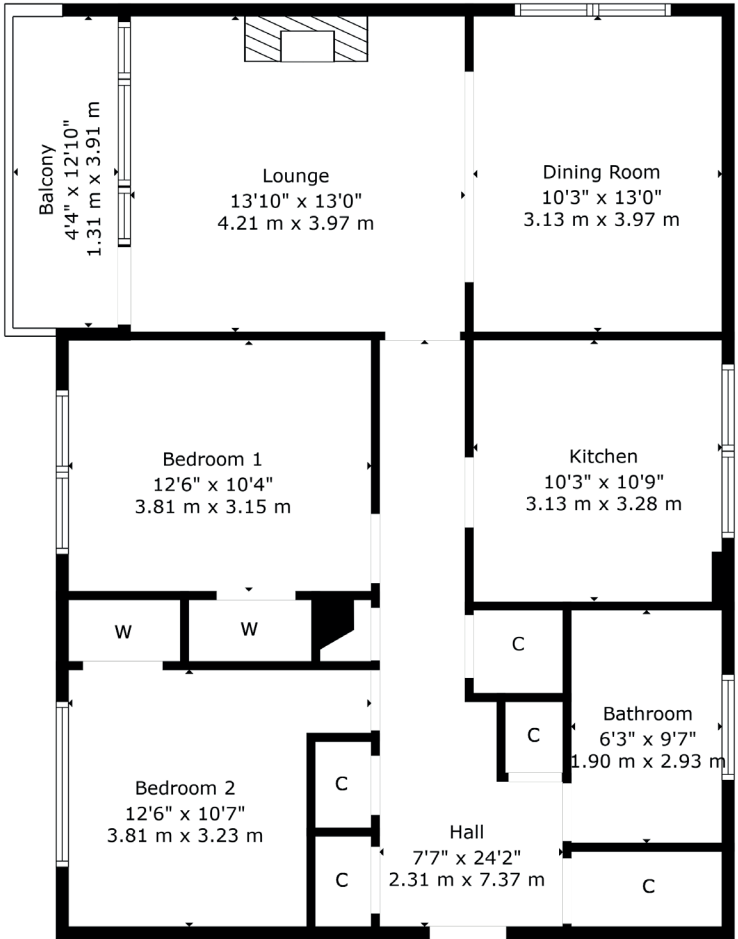 Balcony
4'4" x 12'10"
1.31 m x 3.91 m
Lounge
13'10" x 13'0"
4.21 m x 3.97 m
Dining Room
10'3" x 13'0"
3.13 m x 3.97 m
Bedroom 1
12'6" x 10'4"
3.81 m x 3.15 m
Kitchen
10'3" x 10'9"
3.13 m x 3.28 m
W
W
C
C
Bathroom
6'3" x 9'7"
1.90 m x 2.93 m
Bedroom 2
12'6" x 10'7"
3.81 m x 3.23 m
C
C
Hall
7'7" x 24'2"
2.31 m x 7.37 m
C